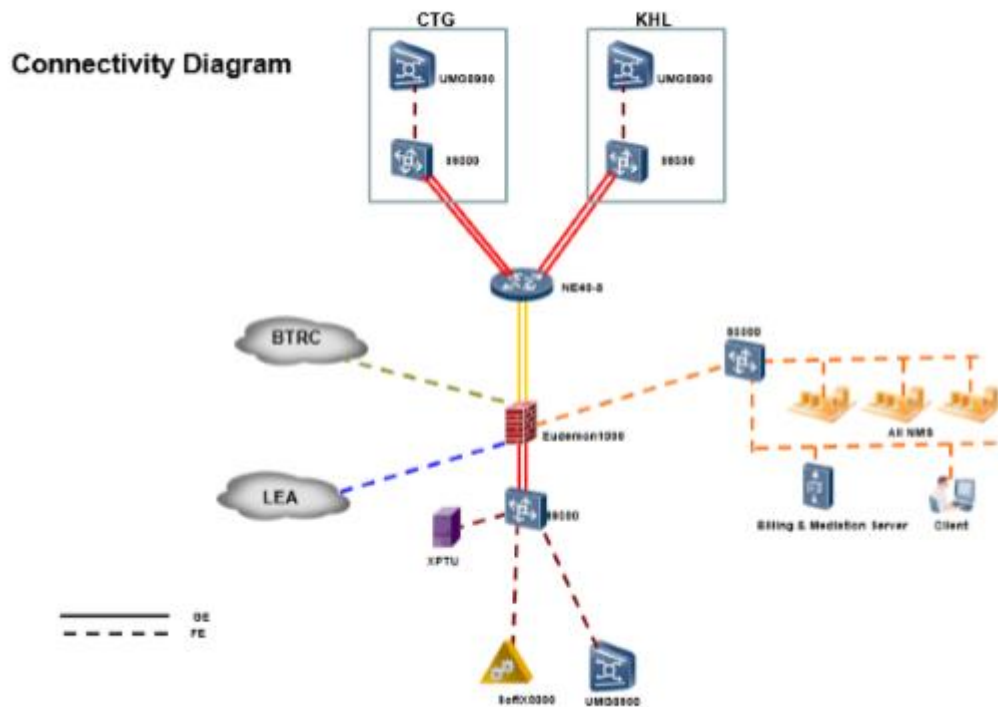 CTG
KHL
Connectivity Diagram
UMG8900
UMG8900
NE40-8
BTRC
Eudemon1000
All NMS
LEA
XPTU
Billing & Mediation Server
Client
GE
FE
UMG8900